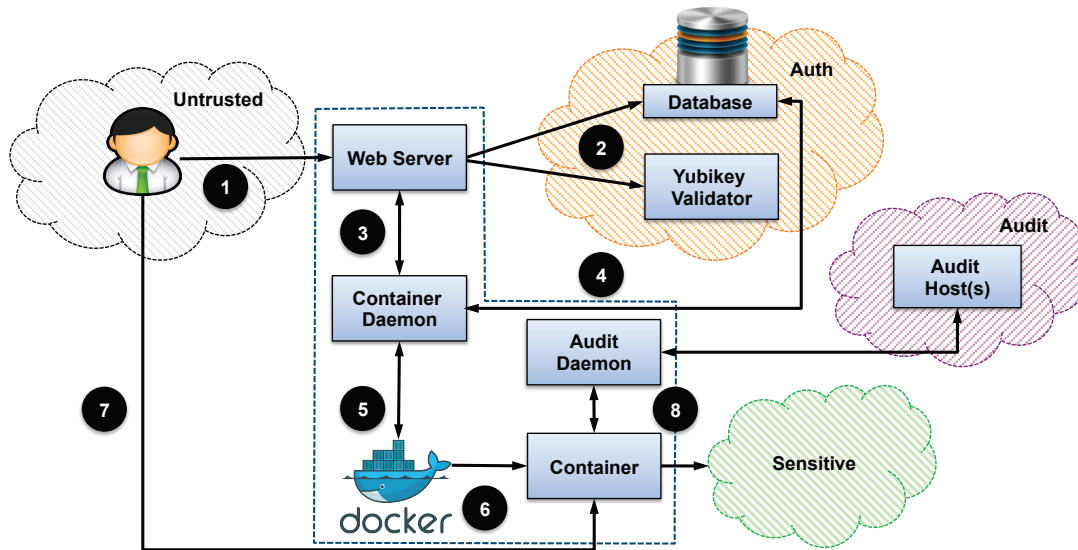 Untrusted
1
Web Server
Database
Auth
2
Yubikey
Validator
3
4
Container
Daemon
Audit
Audit
Host(s)
Audit
Daemon
5
7
8
docker
6
Container
Sensitive